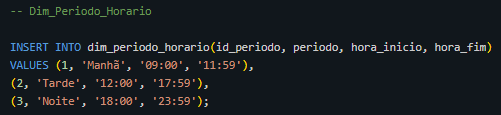 -- Dim_Periodo_Horario
INSERT INTO dim_periodo_horario(id_periodo, periodo, hora_inicio, hora_fim)
VALUES (1, 'Manhã', '09:00', '11:59'),
(2, 'Tarde', '12:00', '17:59'),
(3, 'Noite', '18:00', '23:59');